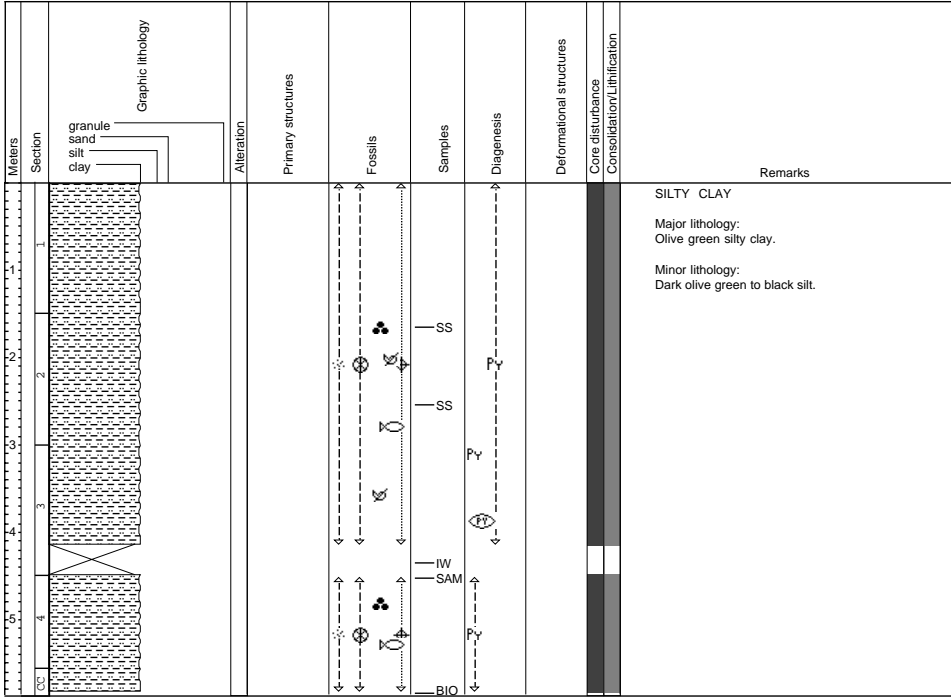 Meters
Section
Graphic lithology
granule
sand
silt
clay
Alteration
Primary structures
Fossils
Samples
Diagenesis
Deformational structures
Core disturbance
Consolidation/Lithification
Remarks
SILTY CLAY
Major lithology:
Olive green silty clay.
Minor lithology:
Dark olive green to black silt.
1
1
SS
2
2
Py
SS
3
Py
3
PY
4
IW
SAM
4
5
Py
CC
BIO